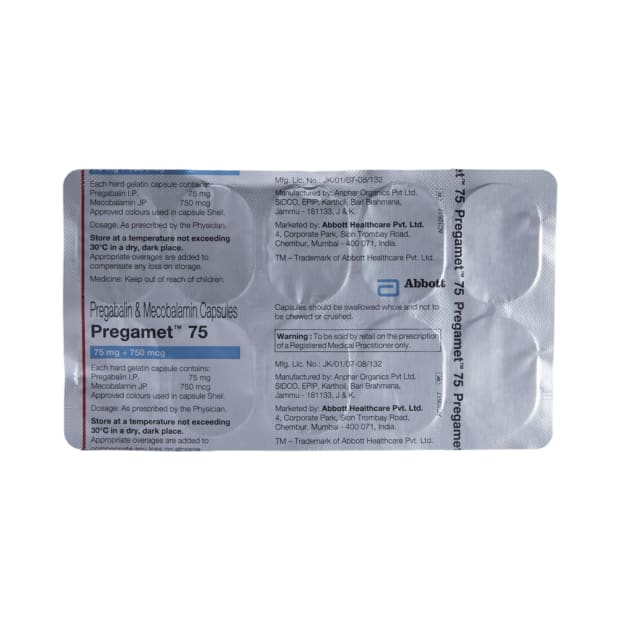 Each hard gelatin capsule contains:
Pregabalin I.P. 75 mg
Mecobalamin JP 750 mcg
Approved colours used in capsule Shell.
Dosage: As prescribed by the Physician.
Store at a temperature not exceeding
30°C in a dry, dark place.
Appropriate overages are added to
compensate any loss on storage.
Medicine: Keep out of reach of children.
Pregabalin & Mecobalamin Capsules
Pregamet™ 75
75 mg + 750 mcg
Each hard gelatin capsule contains:
Pregabalin I.P. 75 mg
Mecobalamin JP 750 mcg
Approved colours used in capsule Shell.
Dosage: As prescribed by the Physician.
Store at a temperature not exceeding
30°C in a dry, dark place.
Appropriate overages are added to
compensate any loss on storage
Mfg. Lic. No.: JK/01/07-08/132
Manufactured by: Anphar Organics Pvt Ltd.
SIDCO, EPIP, Kartholi, Bari Brahmana,
Jammu - 181133, J & K.
Marketed by: Abbott Healthcare Pvt. Ltd.
4, Corporate Park, Sion Trombay Road,
Chembur, Mumbai - 400 071, India.
TM – Trademark of Abbott Healthcare Pvt. Ltd.
Abbott
Capsules should be swallowed whole and not to
be chewed or crushed.
Warning : To be sold by retail on the prescription
of a Registered Medical Practitioner only.
Mfg. Lic. No.: JK/01/07-08/132
Manufactured by: Anphar Organics Pvt Ltd.
SIDCO, EPIP, Kartholi, Bari Brahmana,
Jammu - 181133, J & K.
Marketed by: Abbott Healthcare Pvt. Ltd.
4, Corporate Park, Sion Trombay Road,
Chembur, Mumbai - 400 071, India.
TM – Trademark of Abbott Healthcare Pvt. Ltd.
et™ 75 Pregamet™ 75 Pregamet™ 75 Pregamet